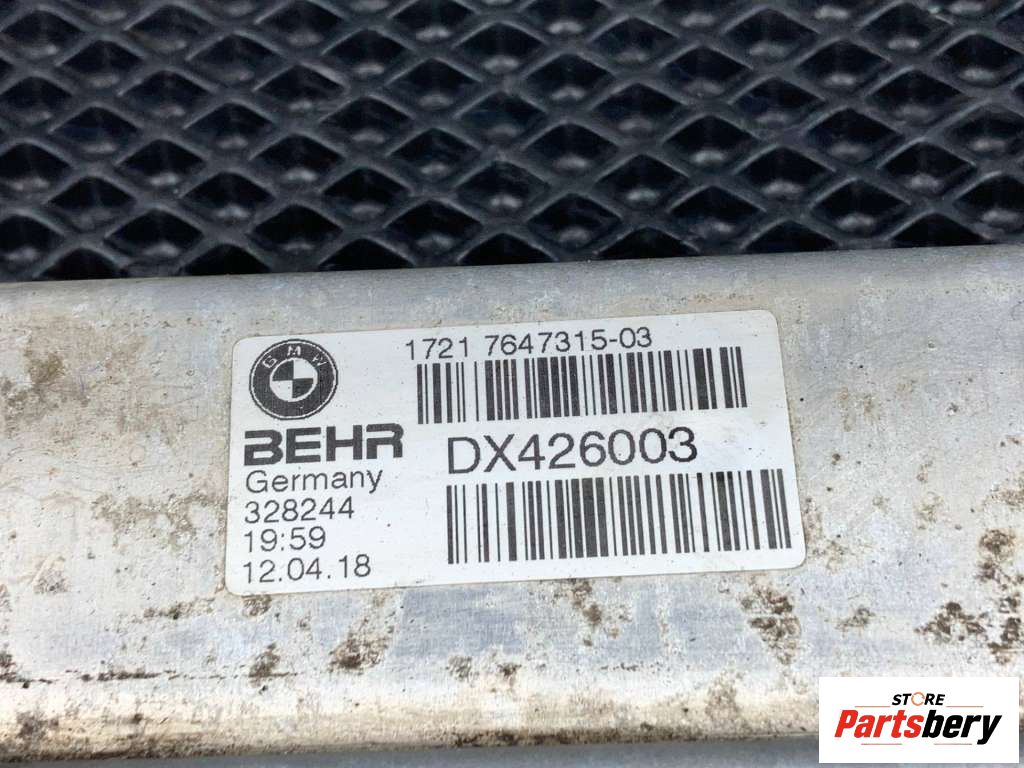 BMW
1721 7647315-03
BEHR
DX426003
Germany
328244
19:59
12.04.18
STORE
Partsbery